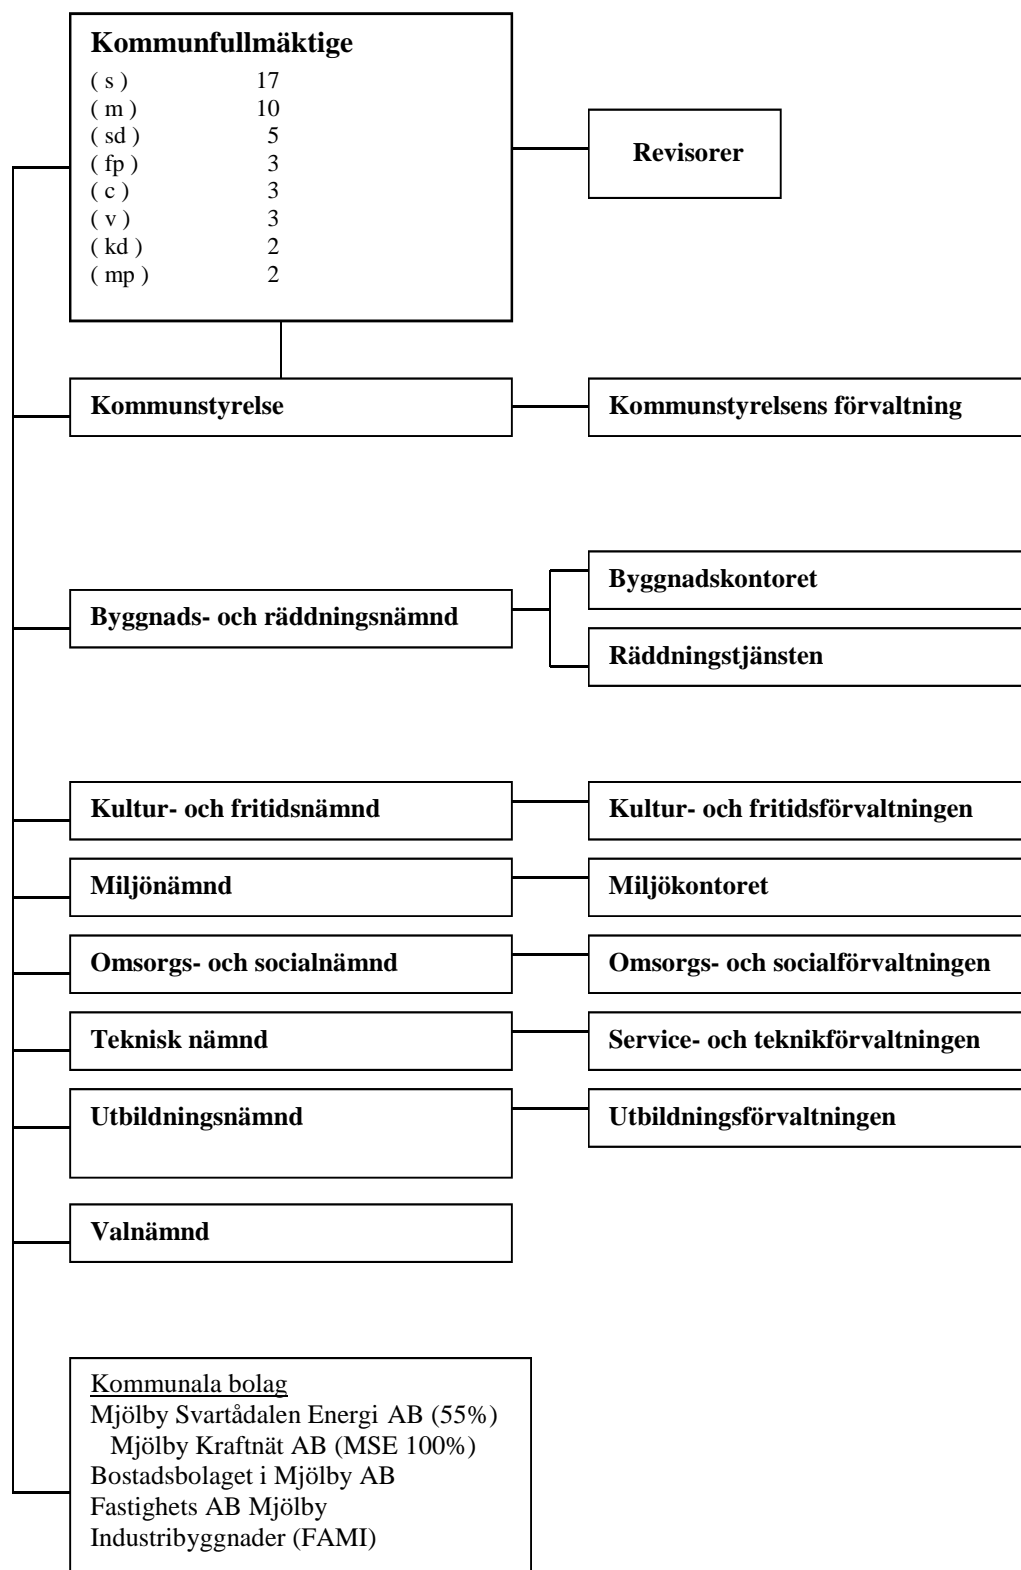 Kommunfullmäktige
( s ) 17
( m ) 10
( sd ) 5
( fp ) 3
( c ) 3
( v ) 3
( kd ) 2
( mp ) 2
Revisorer
Kommunstyrelse
Kommunstyrelsens förvaltning
Byggnads- och räddningsnämnd
Byggnadskontoret
Räddningstjänsten
Kultur- och fritidsnämnd
Kultur- och fritidsförvaltningen
Miljönämnd
Miljökontoret
Omsorgs- och socialnämnd
Omsorgs- och socialförvaltningen
Teknisk nämnd
Service- och teknikförvaltningen
Utbildningsnämnd
Utbildningsförvaltningen
Valnämnd
Kommunala bolag
Mjölby Svartådalen Energi AB (55%)
Mjölby Kraftnät AB (MSE 100%)
Bostadsbolaget i Mjölby AB
Fastighets AB Mjölby
Industribyggnader (FAMI)